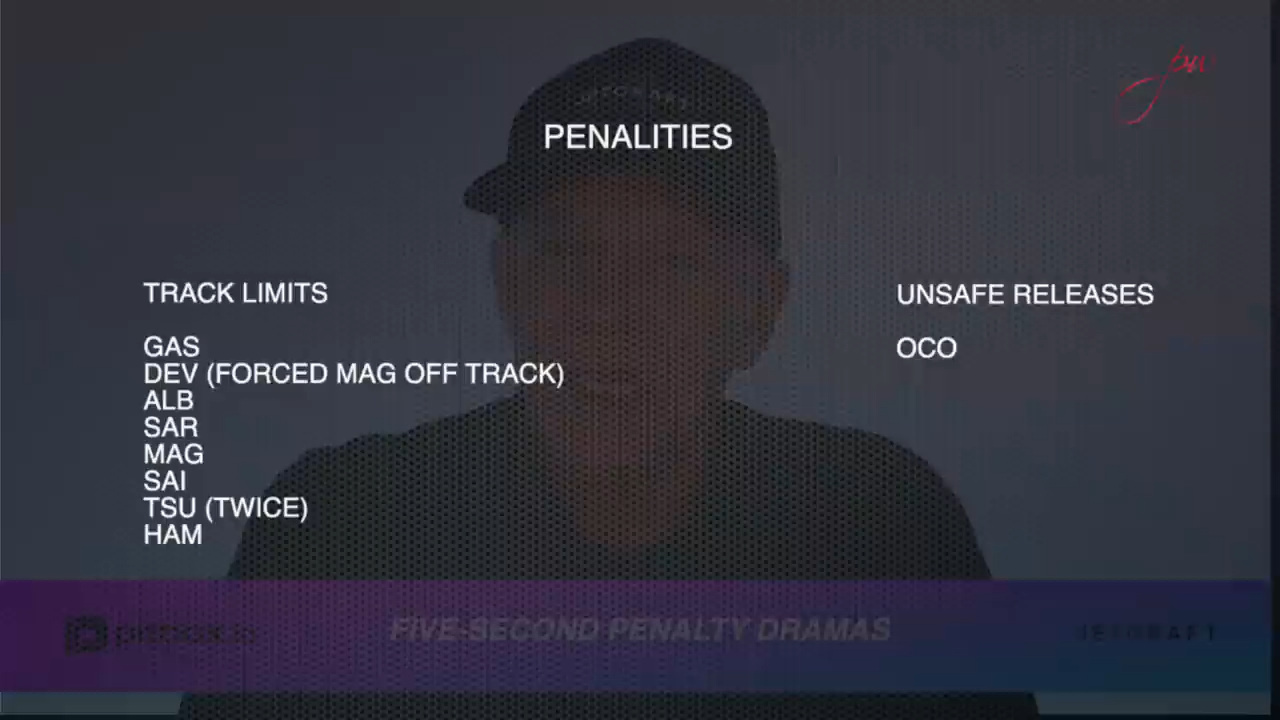 PENALITIES
TRACK LIMITS
GAS
DEV (FORCED MAG OFF TRACK)
ALB
SAR
MAG
SAI
TSU (TWICE)
HAM
UNSAFE RELEASES
OCO
FIVE-SECOND PENALTY DRAMAS
JETCRAFT